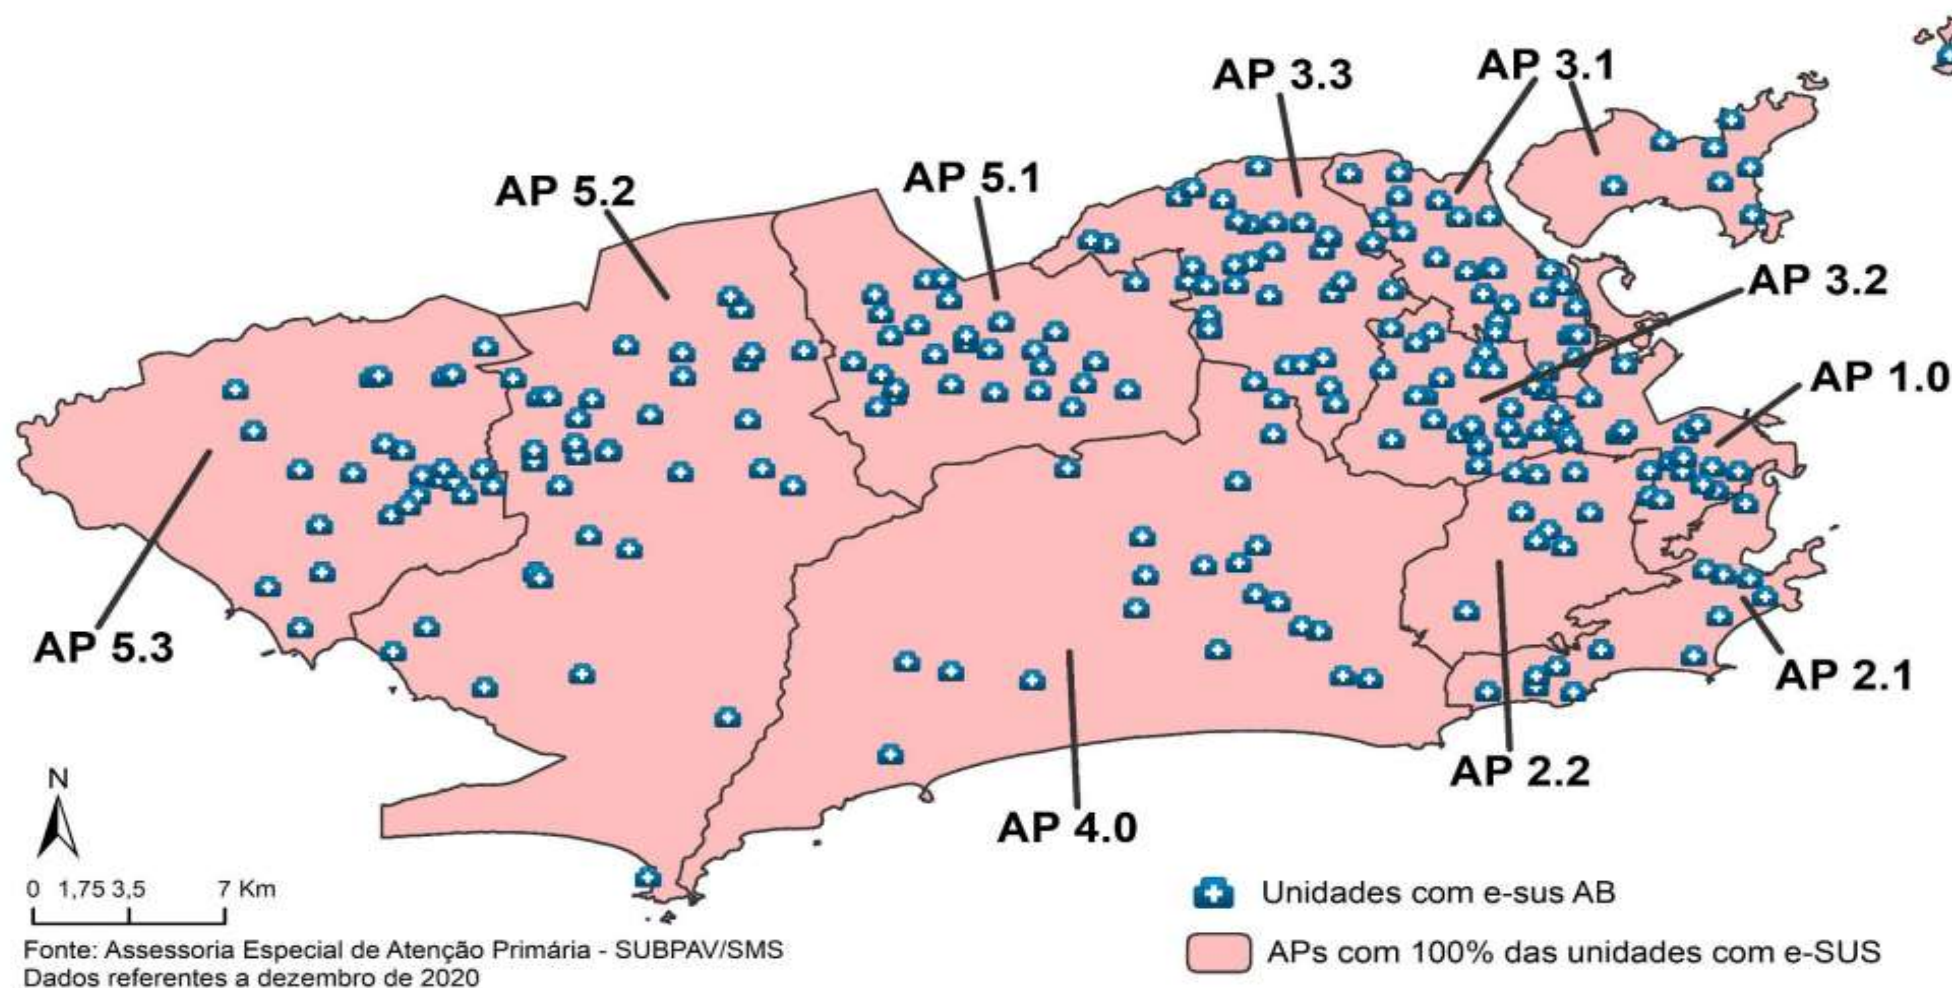 AP 3.3
AP 3.1
AP 5.2
AP 5.1
AP 3.2
AP 1.0
AP 5.3
AP 2.1
AP 2.2
AP 4.0
N
0 1,75 3,5 7 Km
Unidades com e-sus AB
APs com 100% das unidades com e-SUS
Fonte: Assessoria Especial de Atenção Primária - SUBPAV/SMS
Dados referentes a dezembro de 2020